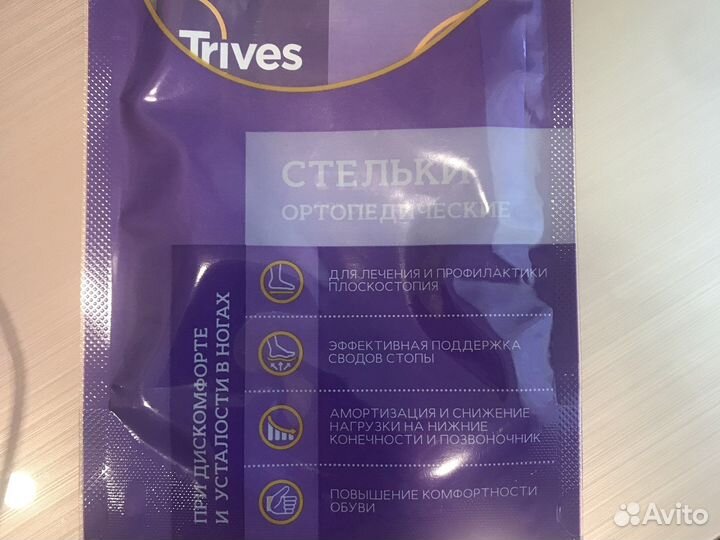 Trives
СТЕЛЬКИ
ОРТОПЕДИЧЕСКИЕ
ПРИ ДИСКОМФОРТЕ
И УСТАЛОСТИ В НОГАХ
ДЛЯ ЛЕЧЕНИЯ И ПРОФИЛАКТИКИ
ПЛОСКОСТОПИЯ
ЭФФЕКТИВНАЯ ПОДДЕРЖКА
СВОДОВ СТОПЫ
АМОРТИЗАЦИЯ И СНИЖЕНИЕ
НАГРУЗКИ НА НИЖНИЕ
КОНЕЧНОСТИ И ПОЗВОНОЧНИК
ПОВЫШЕНИЕ КОМФОРТНОСТИ
ОБУВИ
Avito